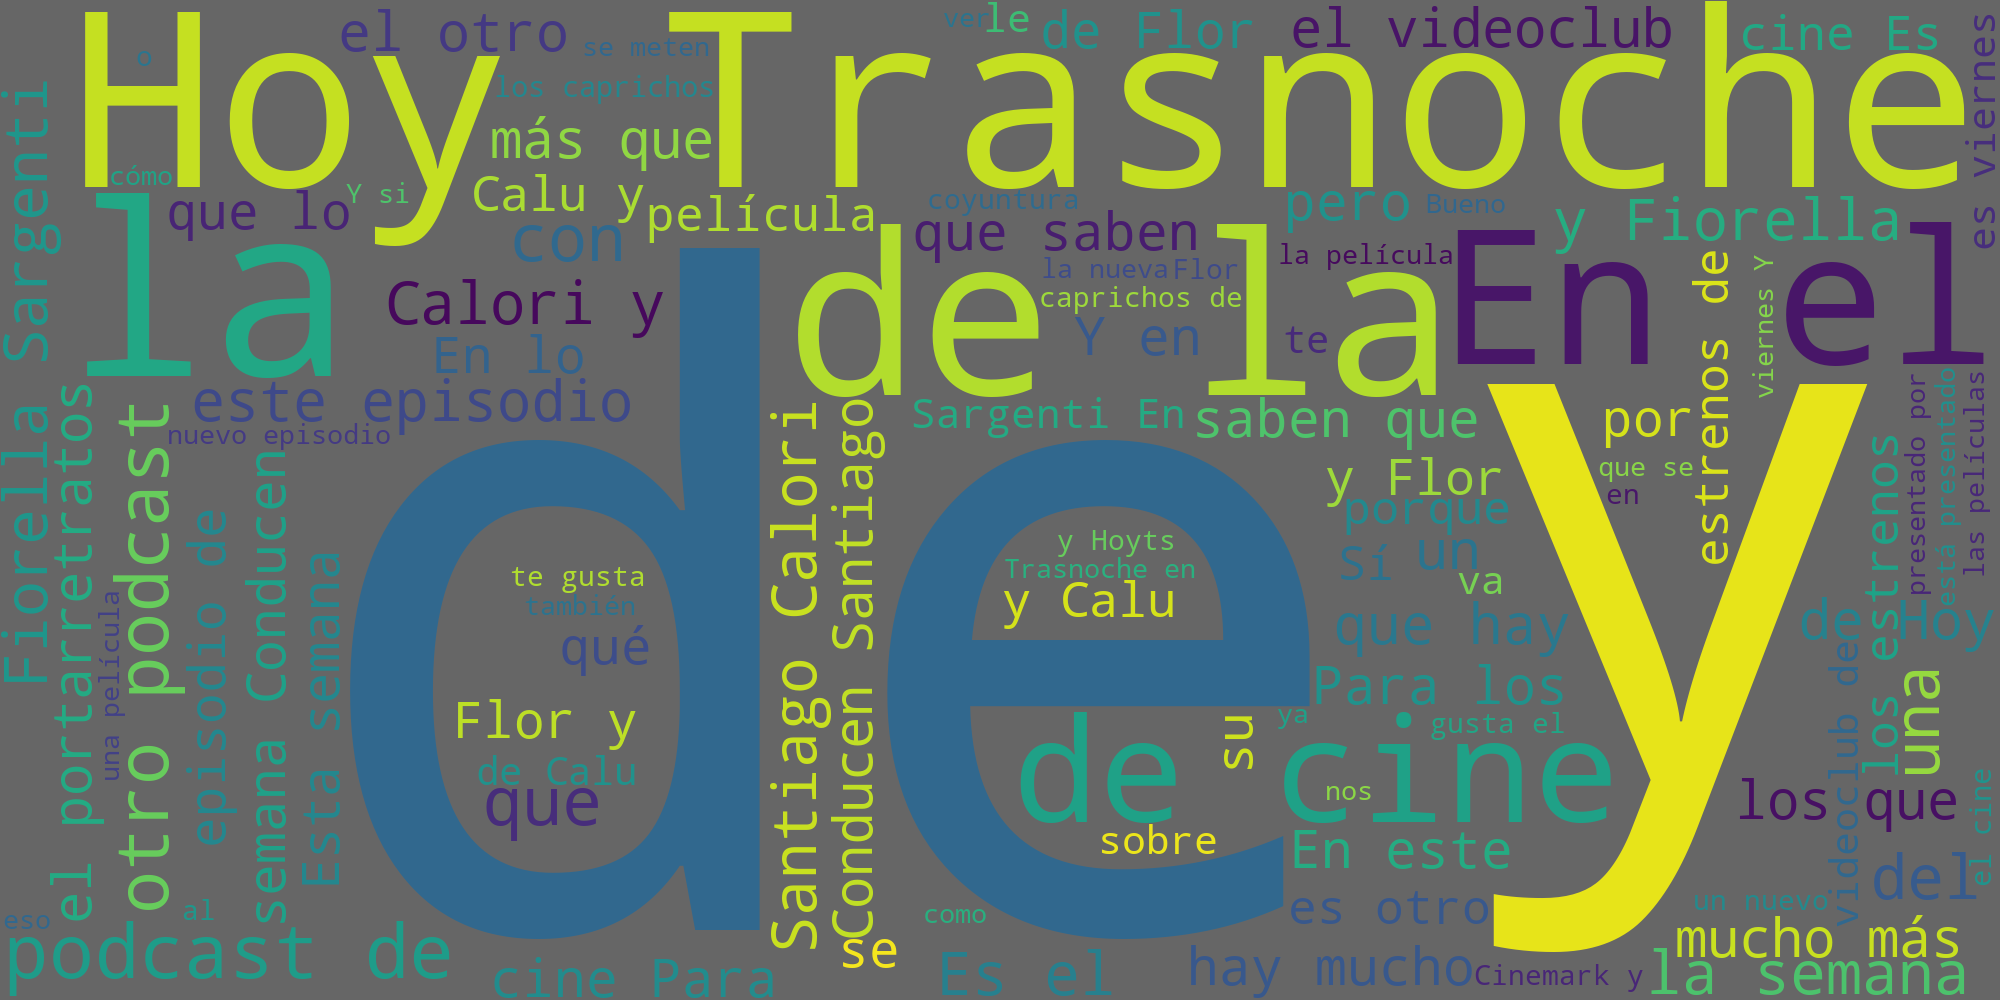 Hoy Trasnoche
el otro
se meten
ver
le
de Flor
el videoclub
cine Es
es viernes
o
los caprichos
más que
cómo
que lo
Y si
Calu y
película
coyuntura
pero
Bueno
y Fiorella
Fiorella Sargenti
la
con
de la
que saben
la nueva
Flor
la película
En el
caprichos de
Calori y
Y en
te
viernes Y
estrenos de
En lo
este episodio
nuevo episodio
el portarretratos
otro podcast
de
y
Sargenti En
saben que
por
y Flor
que se
en
porque
presentado por
está presentado
las películas
episodio de
semana Conducen
Esta semana
Santiago Calori
Conducen Santiago
y Hoyts
Trasnoche en
te gusta
también
y Calu
Sí
un
va
qué
que hay
de Hoy
una película
Flor y
Para los
los estrenos
videoclub den
una
su
ya
gusta el
de Calu
que
de cine
nos
los que
el cine
sobre
En este
del
eso
al
como
es otro
un nuevo
podcast de
se
mucho más
cine Para
Es el
hay mucho
Cinemark y
la semana